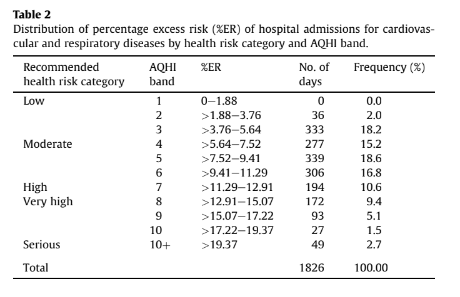 Table 2
Distribution of percentage excess risk (%ER) of hospital admissions for cardiovas-
cular and respiratory diseases by health risk category and AQHI band.
Recommended health risk category AQHI band %ER No. of days Frequency (%)
Low 1 0–1.88 0 0.0
2 >1.88–3.76 36 2.0
3 >3.76–5.64 333 18.2
Moderate 4 >5.64–7.52 277 15.2
5 >7.52–9.41 339 18.6
6 >9.41–11.29 306 16.8
High 7 >11.29–12.91 194 10.6
Very high 8 >12.91–15.07 172 9.4
9 >15.07–17.22 93 5.1
10 >17.22–19.37 27 1.5
Serious 10+ >19.37 49 2.7
Total 1826 100.00